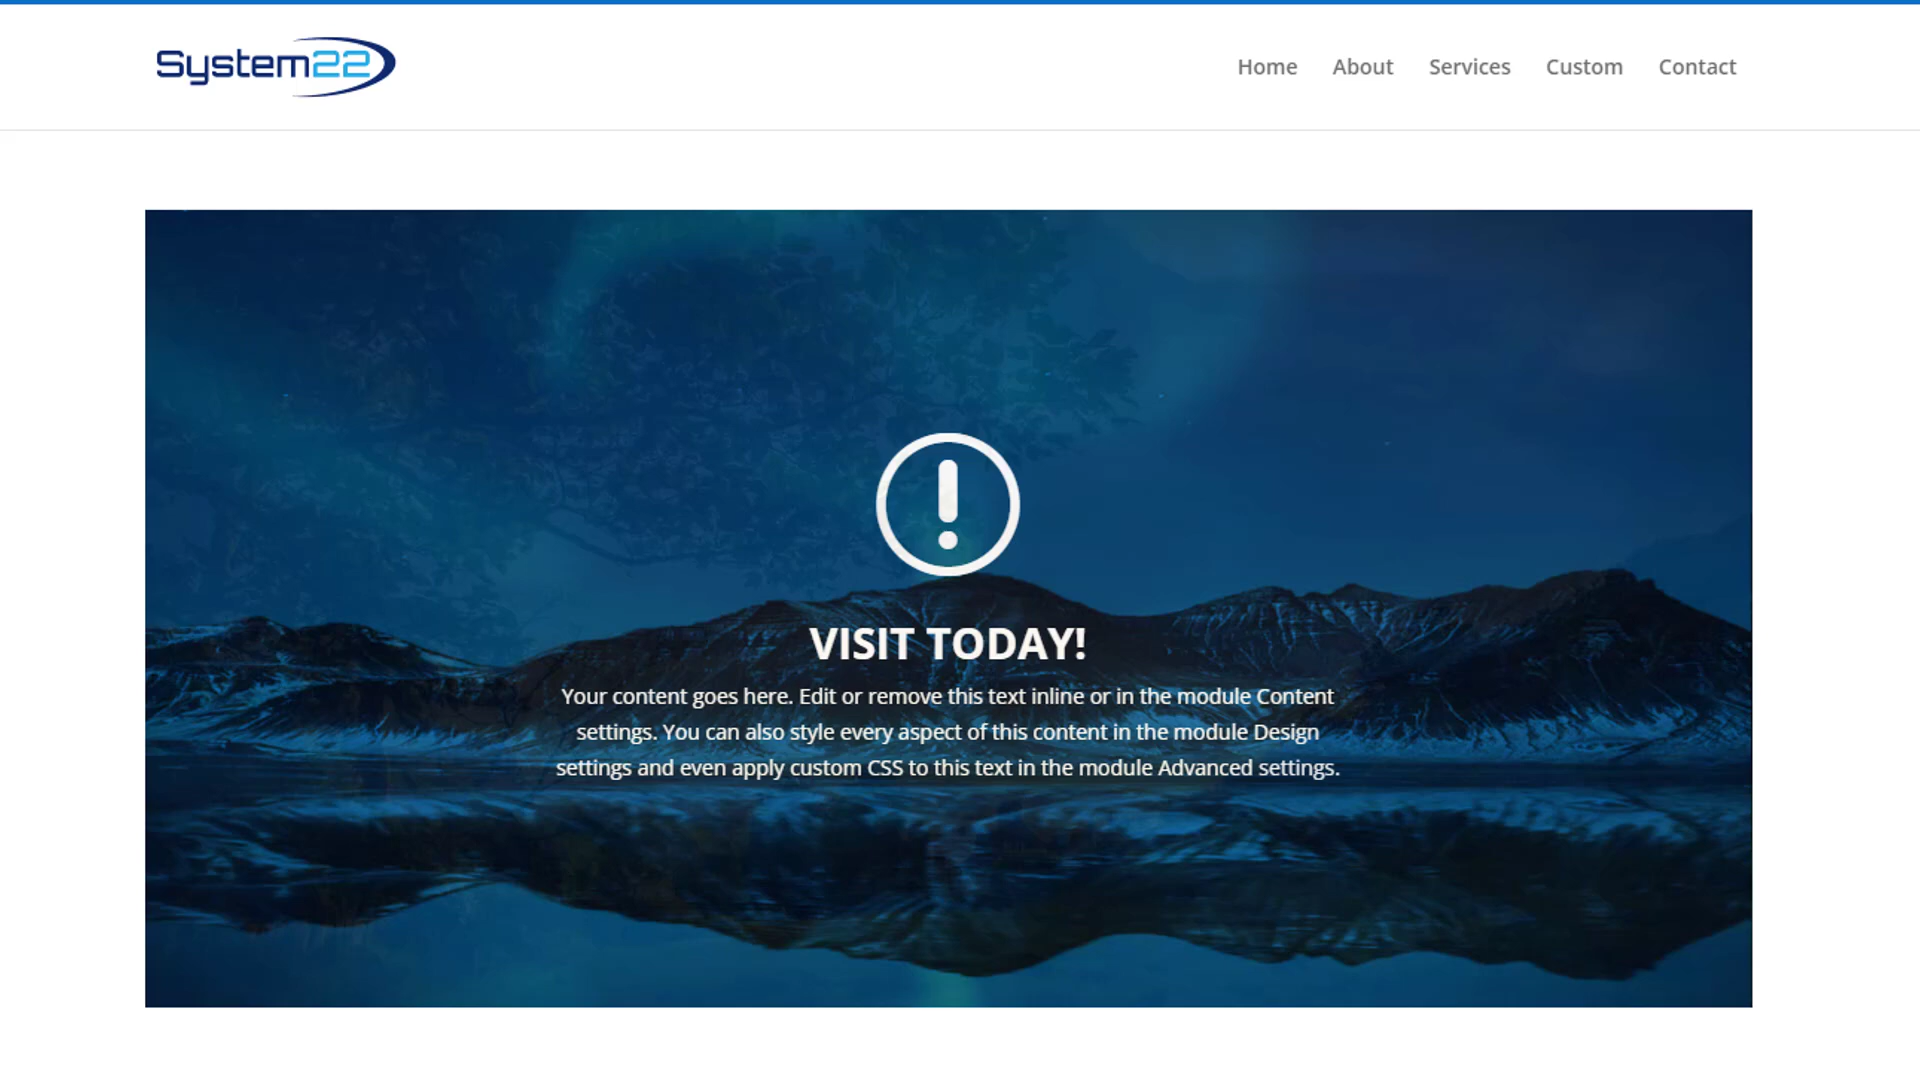 System22
Home About Services Custom Contact
VISIT TODAY!
Your content goes here. Edit or remove this text inline or in the module Content
settings. You can also style every aspect of this content in the module Design
settings and even apply custom CSS to this text in the module Advanced settings.